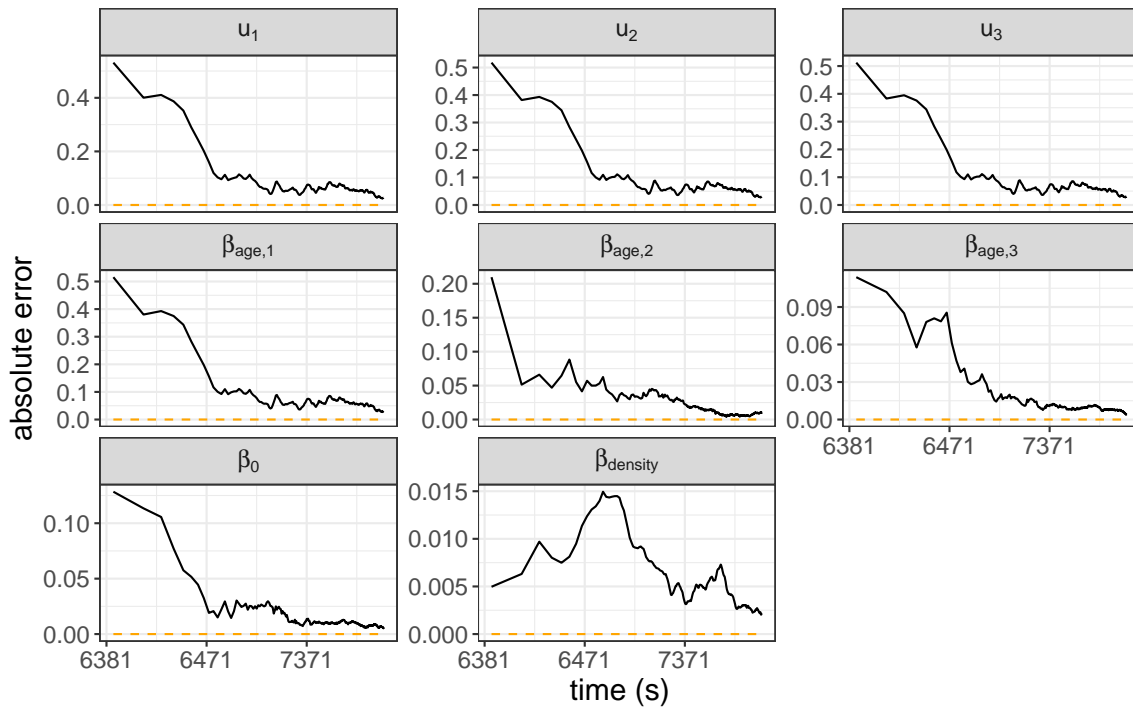 u₁ u₂ u₃
0.4 0.5 0.5
0.4 0.4
0.2 0.3 0.3
0.2 0.2
0.1 0.1
0.0 0.0 0.0
β_age,1 β_age,2 β_age,3
0.5 0.20
0.4 0.15 0.09
0.3 0.10 0.06
0.2
0.1 0.05 0.03
0.0 0.00 0.00
6381 6471 7371
absolute error
β₀ β_density
0.10 0.015
0.010
0.05 0.005
0.00 0.000
6381 6471 7371 6381 6471 7371
time (s)